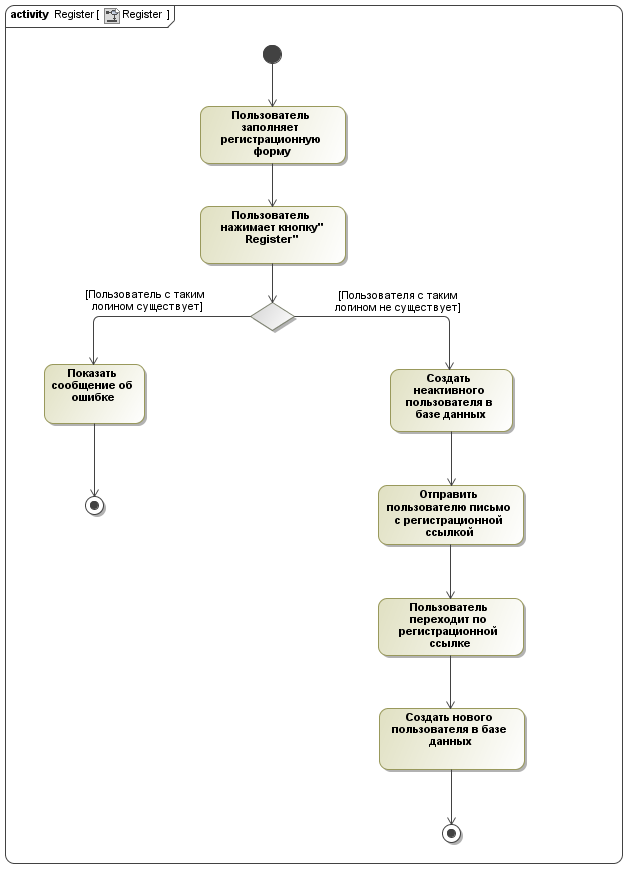 activity Register [ Register ]
Пользователь
заполняет
регистрационную
форму
Пользователь
нажимает кнопку"
Register"
[Пользователь с таким
логином существует]
[Пользователя с таким
логином не существует]
Показать
сообщение об
ошибке
Создать
неактивного
пользователя в
базе данных
Отправить
пользователю письмо
с регистрационной
ссылкой
Пользователь
переходит по
регистрационной
ссылке
Создать нового
пользователя в базе
данных